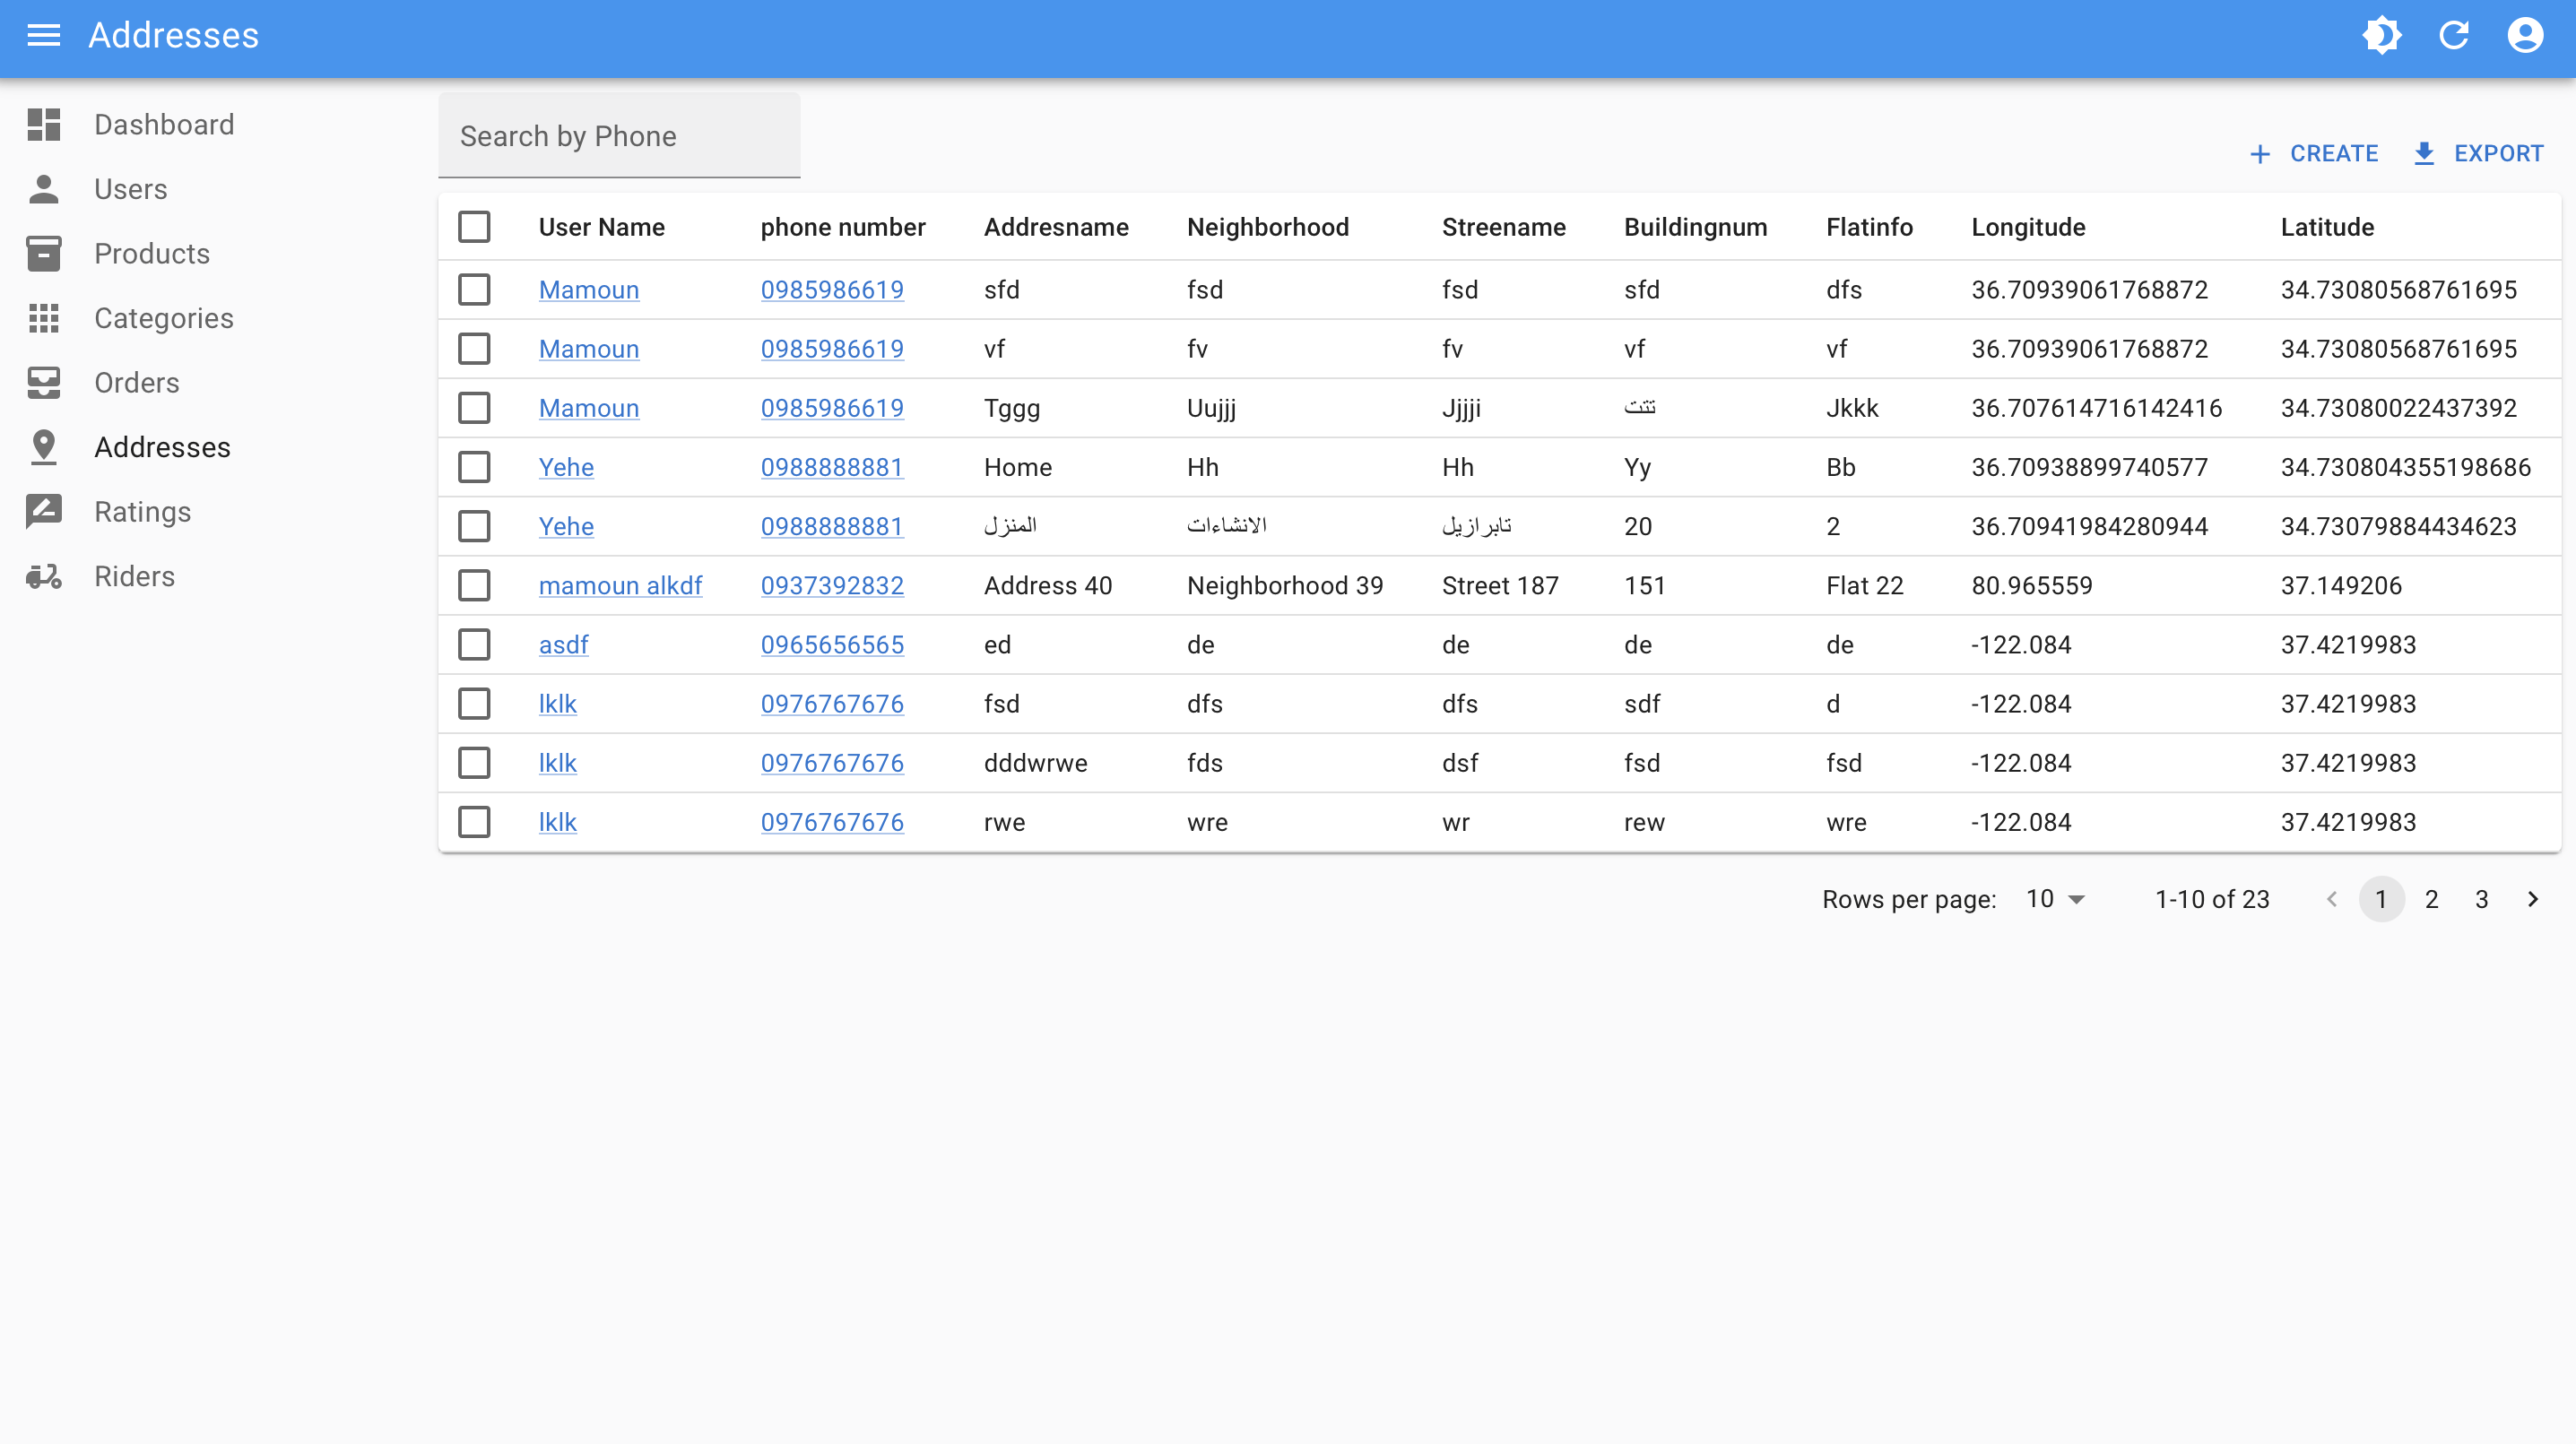 Addresses
Dashboard
Users
Products
Categories
Orders
Addresses
Ratings
Riders
Search by Phone
CREATE EXPORT
User Name phone number Addresname Neighborhood Streename Buildingnum Flatinfo Longitude Latitude
Mamoun 0985986619 sfd fsd fsd sfd dfs 36.70939061768872 34.73080568761695
Mamoun 0985986619 vf fv fv vf vf 36.70939061768872 34.73080568761695
Mamoun 0985986619 Tggg Uujjj Jjjji تتت Jkkk 36.707614716142416 34.73080022437392
Yehe 0988888881 Home Hh Hh Yy Bb 36.70938899740577 34.730804355198686
Yehe 0988888881 المنزل الانشاءات تابرازيل 20 2 36.70941984280944 34.73079884434623
mamoun alkdf 0937392832 Address 40 Neighborhood 39 Street 187 151 Flat 22 80.965559 37.149206
asdf 0965656565 ed de de de de -122.084 37.4219983
lklk 0976767676 fsd dfs dfs sdf d -122.084 37.4219983
lklk 0976767676 dddwrwe fds dsf fsd fsd -122.084 37.4219983
lklk 0976767676 rwe wre wr rew wre -122.084 37.4219983
Rows per page: 10 1-10 of 23 1 2 3